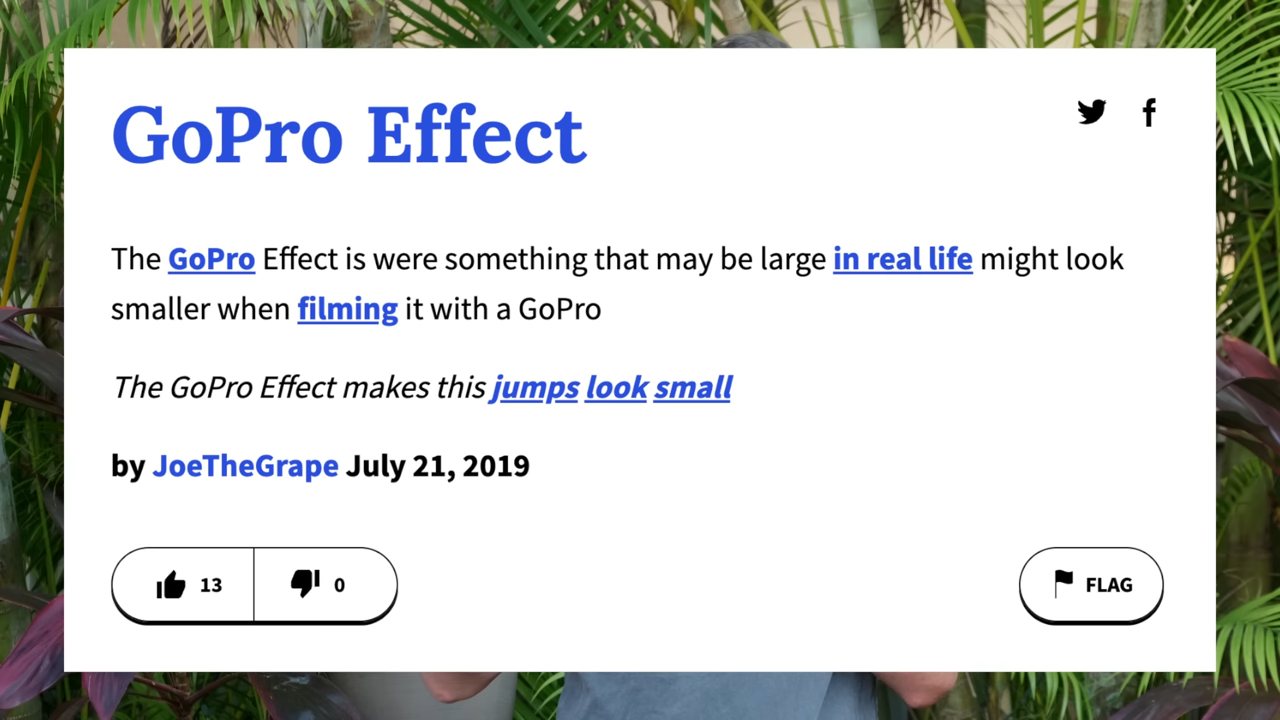 GoPro Effect
The GoPro Effect is were something that may be large in real life might look
smaller when filming it with a GoPro
The GoPro Effect makes this jumps look small
by JoeTheGrape July 21, 2019
13 0 FLAG